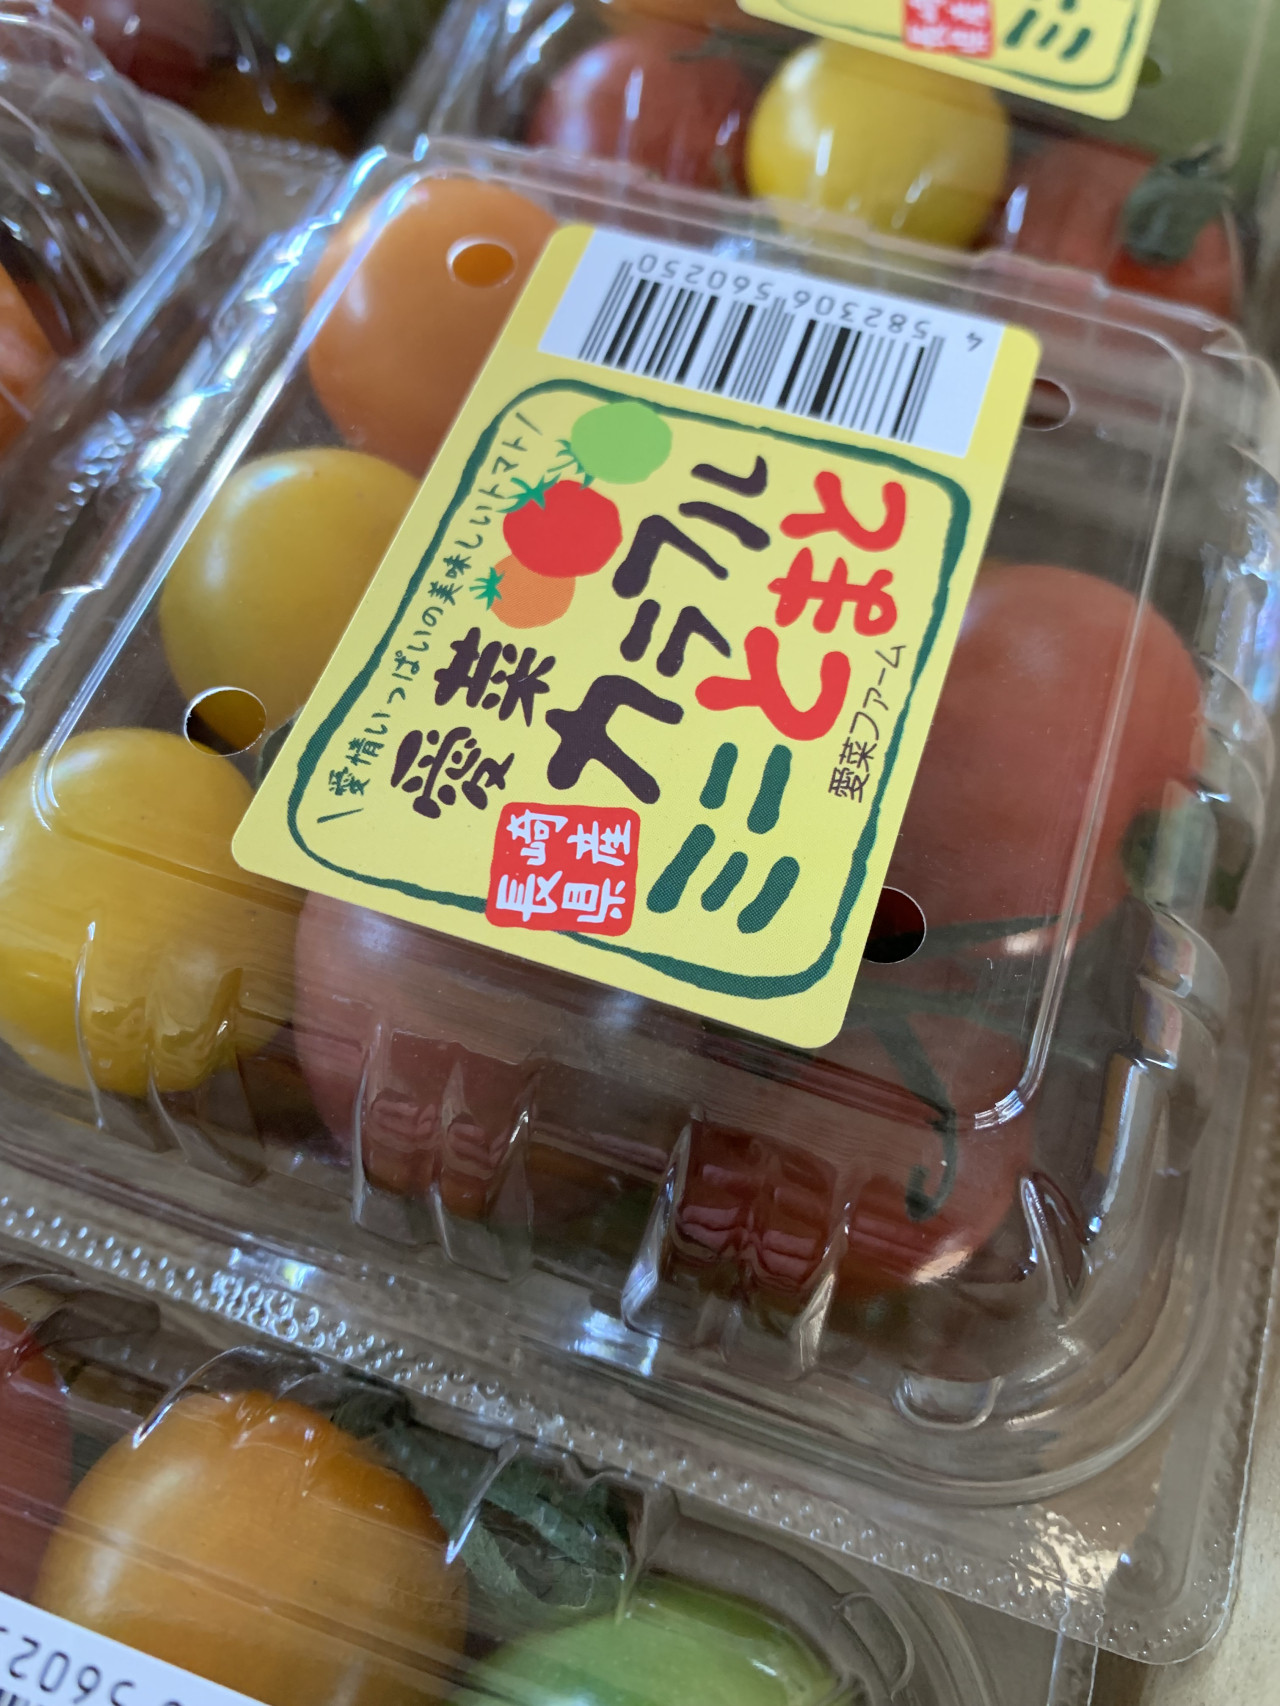 \愛情いっぱいの美味しいトマト/
愛菜
カラフル
ミニとまと
長崎
県産
愛菜ファーム
4 582306 560250